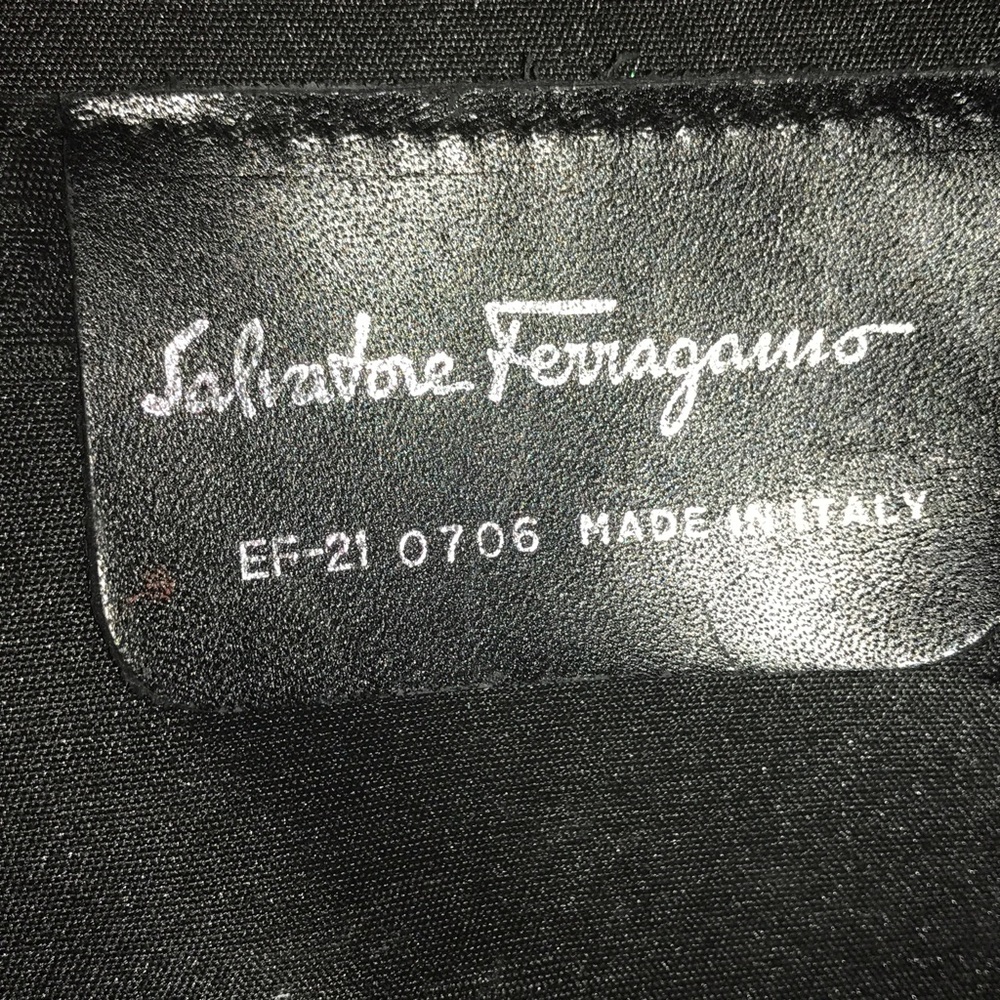 Salvatore Ferragamo
EF-21 0706 MADE IN ITALY